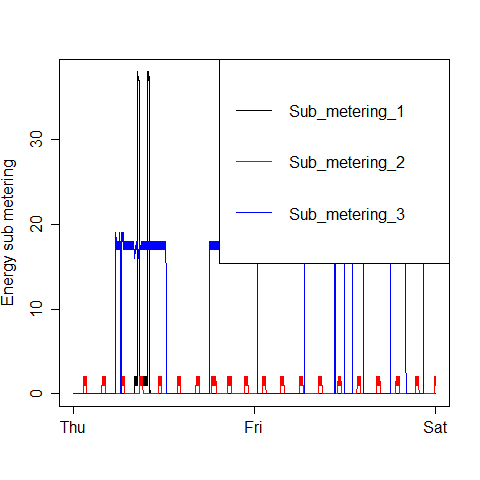 Sub_metering_1
Sub_metering_2
Sub_metering_3
Energy sub metering
30
20
10
0
Thu Fri Sat